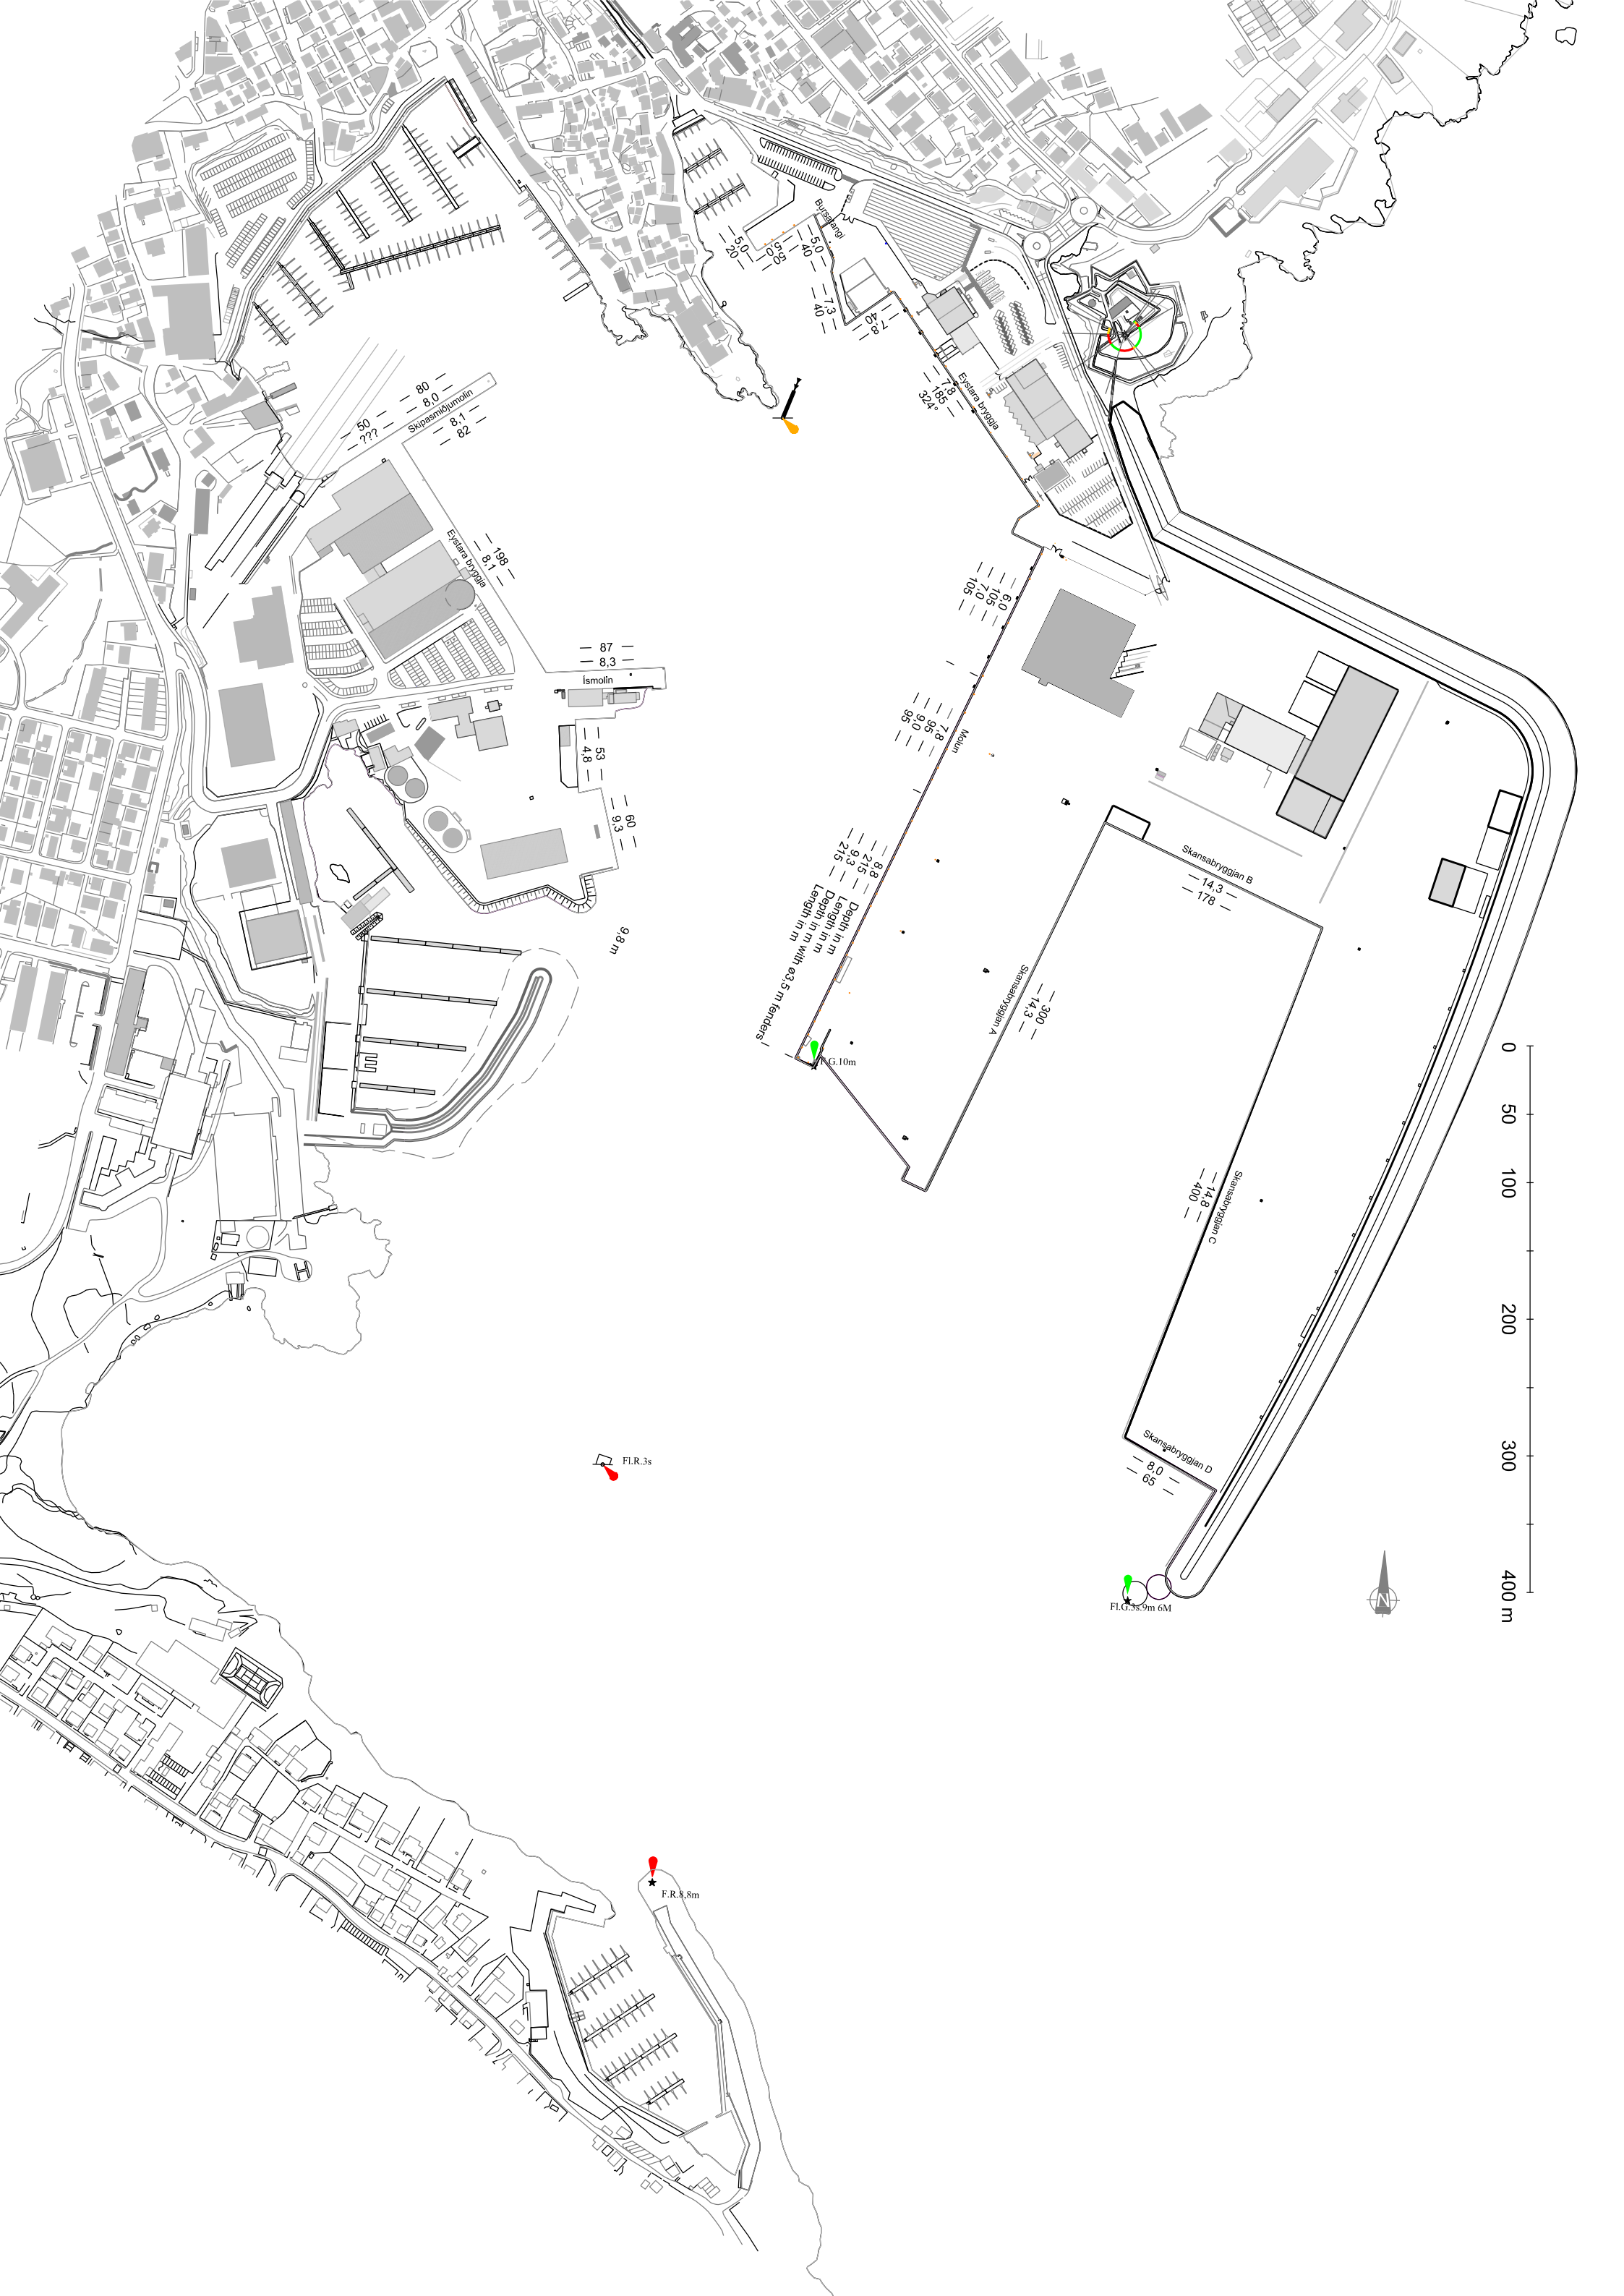 Bursatangi
5,0
20
50
5,0
5,0
40
7,3
40
7,8
40
7,8
185
324°
Eystara bryggja
80
8,0
50
???
Skipasmiðjumolin
8,1
82
Eystara bryggja
198
8,1
87
8,3
Ísmolin
53
4,8
60
9,3
9,8 m
6,0
105
7,0
105
7,8
95
9,0
95
Molun
8,8
215
9,3
215
Depth in m
Length in m
Depth in m with ø3,5 m fenders
Length in m
F.G.10m
Skansabryggjan B
14,3
178
Skansabryggjan A
300
14,3
Skansabryggjan C
14,8
400
Skansabryggjan D
8,0
65
Fl.G.3s.9m 6M
Fl.R.3s
F.R.8,8m
H
N
0
50
100
200
300
400 m